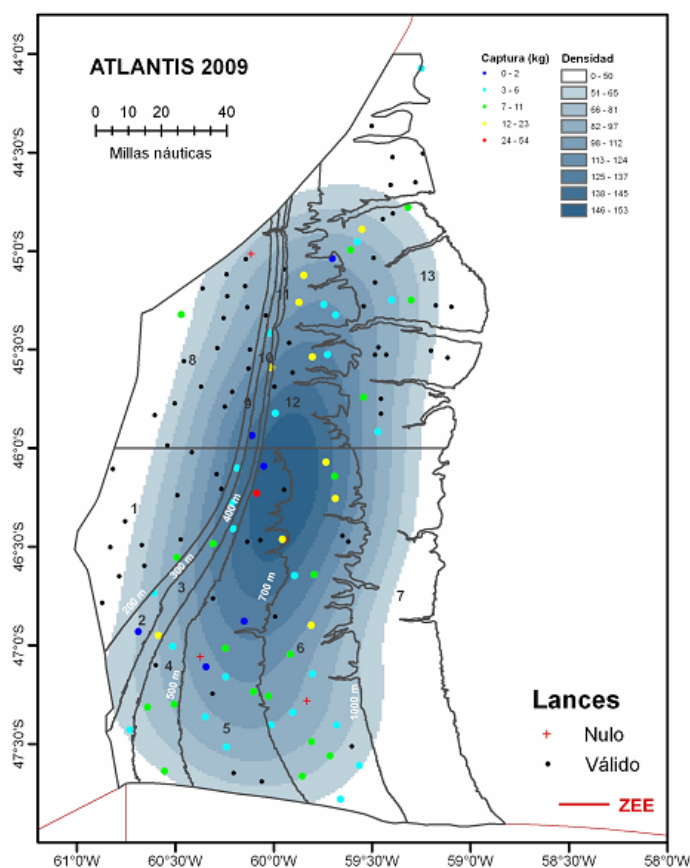 ATLANTIS 2009
0 10 20 40
Millas náuticas
Captura (kg)
0 - 2
3 - 6
7 - 11
12 - 23
24 - 54
Densidad
0 - 50
51 - 65
66 - 81
82 - 97
98 - 112
113 - 124
125 - 137
138 - 145
146 - 153
44°0'S
44°30'S
45°0'S
45°30'S
46°0'S
46°30'S
47°0'S
47°30'S
13
11
8
10
9
12
1
400 m
300 m
200 m
3
700 m
7
2
6
4
500 m
1000 m
5
Lances
Nulo
Válido
ZEE
61°0'W 60°30'W 60°0'W 59°30'W 59°0'W 58°30'W 58°0'W